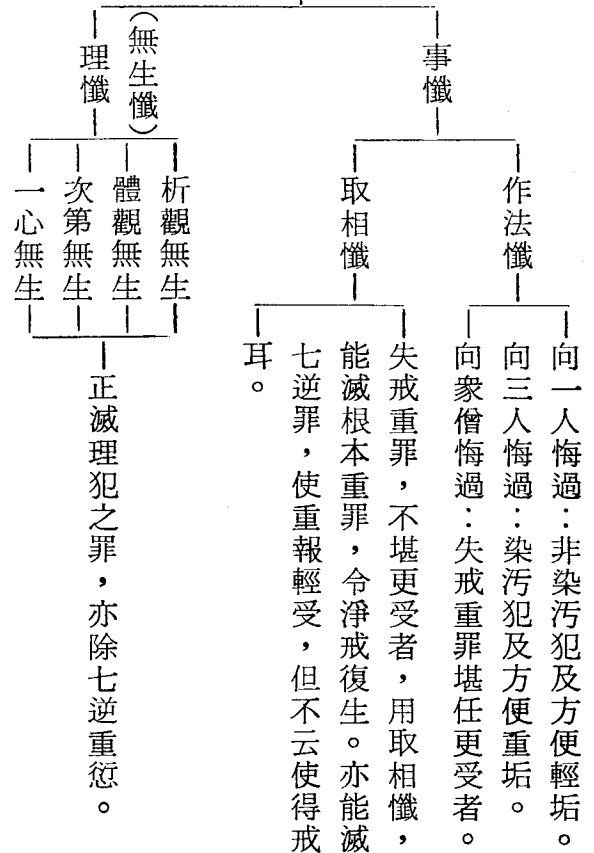 事懺
作法懺
向一人悔過：非染汚犯及方便輕垢。
向三人悔過：染汚犯及方便重垢。
向衆僧悔過：失戒重罪堪任更受者。
取相懺
失戒重罪，不堪更受者，用取相懺，
能滅根本重罪，令淨戒復生。亦能滅
七逆罪，使重報輕受，但不云使得戒
耳。
（無生懺）
理懺
析觀無生
體觀無生
次第無生
一心無生
正滅理犯之罪，亦除七逆重愆。